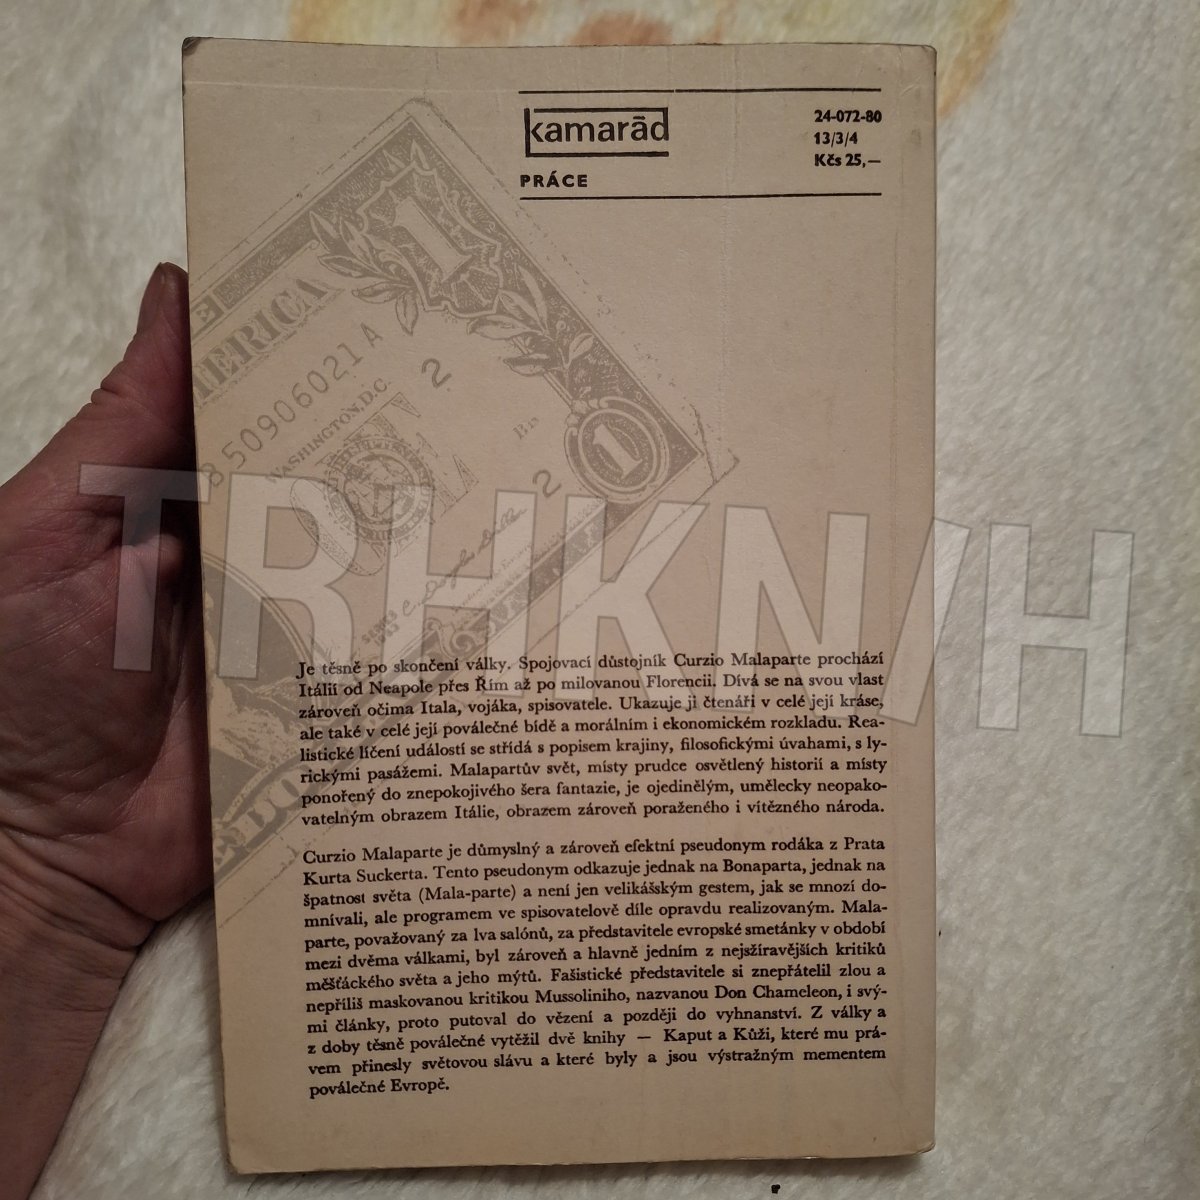 kamarád
PRÁCE
24-072-80
13/3/4
Kčs 25,—
MERICA
B 50906021 A
WASHINGTON, D.C.
2
1
1
2
TRHKNIH
Je těsně po skončení války. Spojovací důstojník Curzio Malaparte prochází
Itálií od Neapole přes Řím až po milovanou Florencii. Dívá se na svou vlast
zároveň očima Itala, vojáka, spisovatele. Ukazuje ji čtenáři v celé její kráse,
ale také v celé její poválečné bídě a morálním i ekonomickém rozkladu. Rea-
listické líčení událostí se střídá s popisem krajiny, filosofickými úvahami, s ly-
rickými pasážemi. Malapartův svět, místy prudce osvětlený historií a místy
ponořený do znepokojivého šera fantazie, je ojedinělým, umělecky neopako-
vatelným obrazem Itálie, obrazem zároveň poraženého i vítězného národa.
Curzio Malaparte je důmyslný a zároveň efektní pseudonym rodáka z Prata
Kurta Suckerta. Tento pseudonym odkazuje jednak na Bonaparta, jednak na
špatnost světa (Mala-parte) a není jen velikášským gestem, jak se mnozí do-
mnívali, ale programem ve spisovatelově díle opravdu realizovaným. Mala-
parte, považovaný za lva salónů, za představitele evropské smetánky v období
mezi dvěma válkami, byl zároveň a hlavně jedním z nejsžíravějších kritiků
měšťáckého světa a jeho mýtů. Fašistické představitele si znepřátelil zlou a
nepříliš maskovanou kritikou Mussoliniho, nazvanou Don Chameleon, i svý-
mi články, proto putoval do vězení a později do vyhnanství. Z války a
z doby těsně poválečné vytěžil dvě knihy — Kaput a Kůži, které mu prá-
vem přinesly světovou slávu a které byly a jsou výstražným mementem
poválečné Evropě.